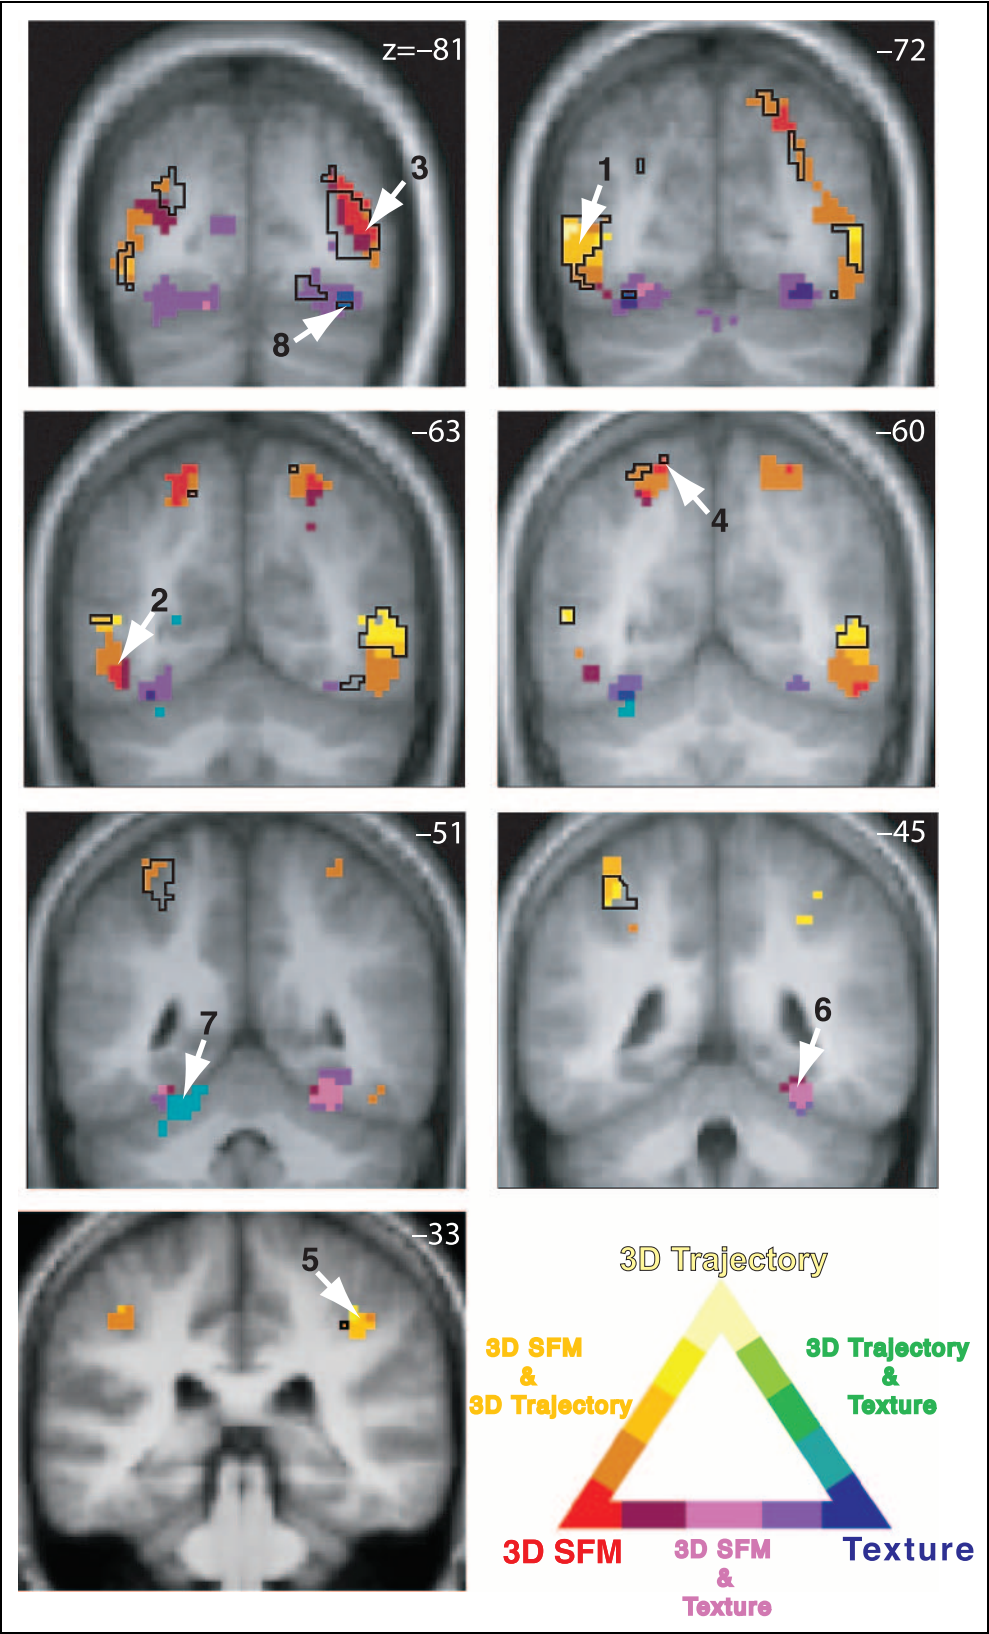 z=–81
–72
3
8
1
–63
–60
2
4
–51
–45
7
6
–33
5
3D Trajectory
3D SFM
&
3D Trajectory
3D Trajectory
&
Texture
3D SFM
3D SFM
&
Texture
Texture